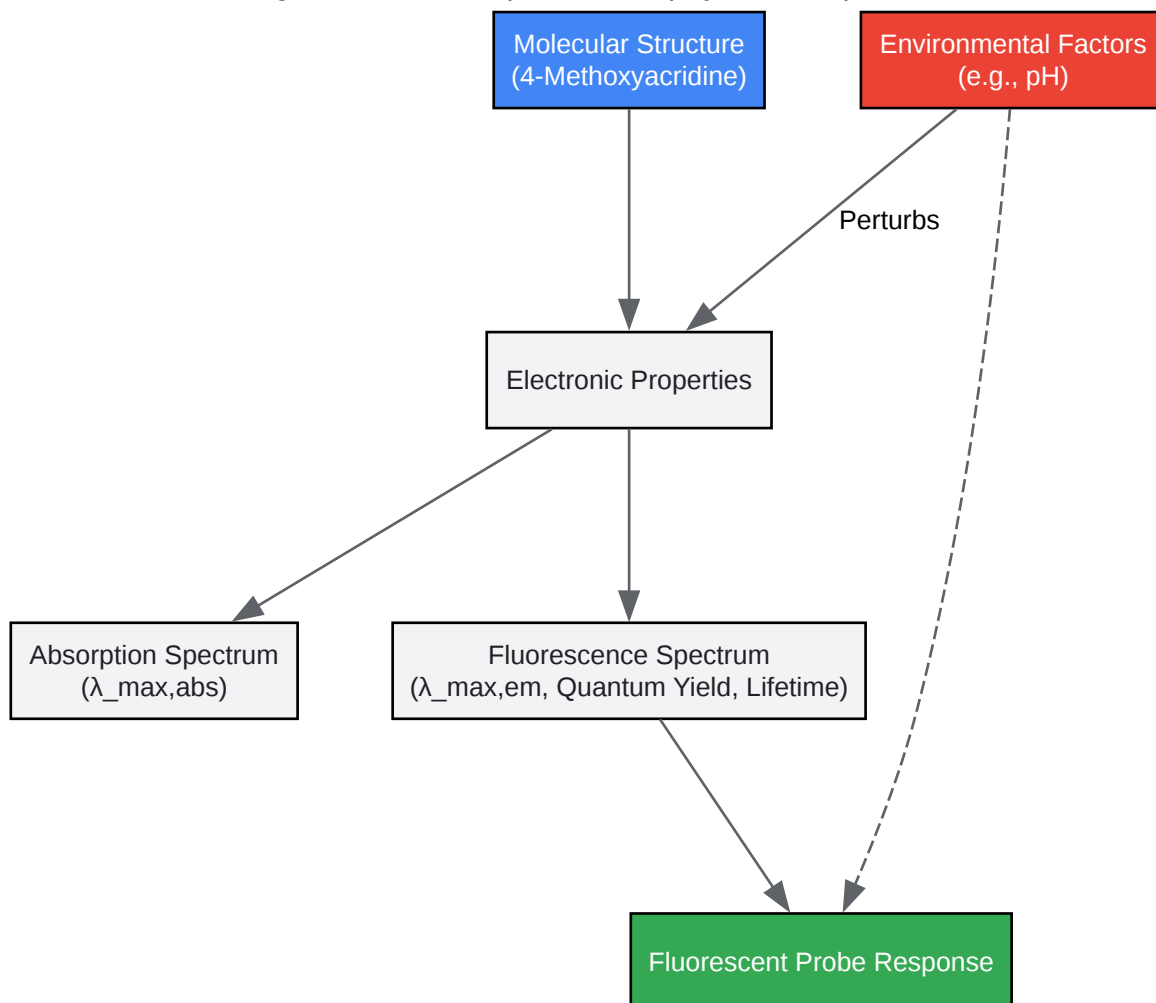 Molecular Structure
(4-Methoxyacridine)
Environmental Factors
(e.g., pH)
Perturbs
Electronic Properties
Absorption Spectrum
(λ_max,abs)
Fluorescence Spectrum
(λ_max,em, Quantum Yield, Lifetime)
Fluorescent Probe Response